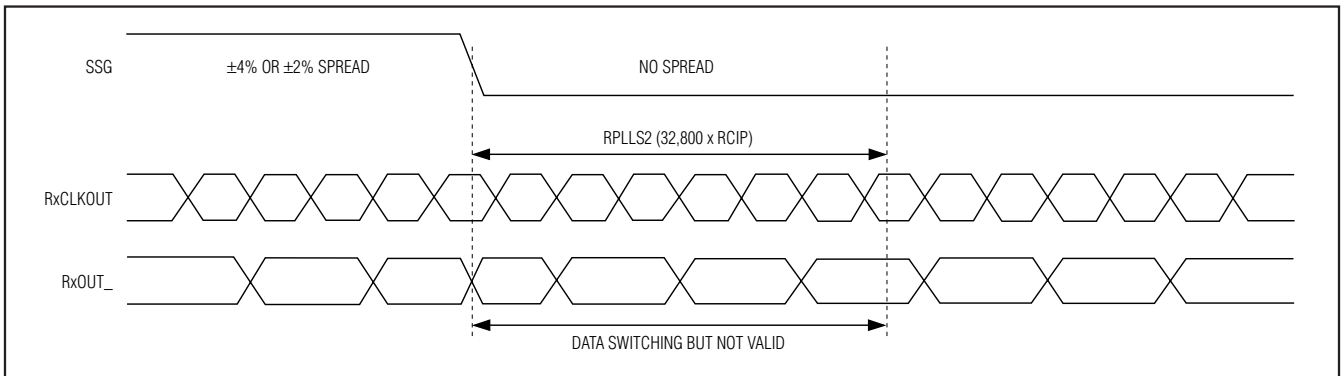 SSG
±4% OR ±2% SPREAD
NO SPREAD
RPLLS2 (32,800 x RCIP)
RxCLKOUT
RxOUT_
DATA SWITCHING BUT NOT VALID